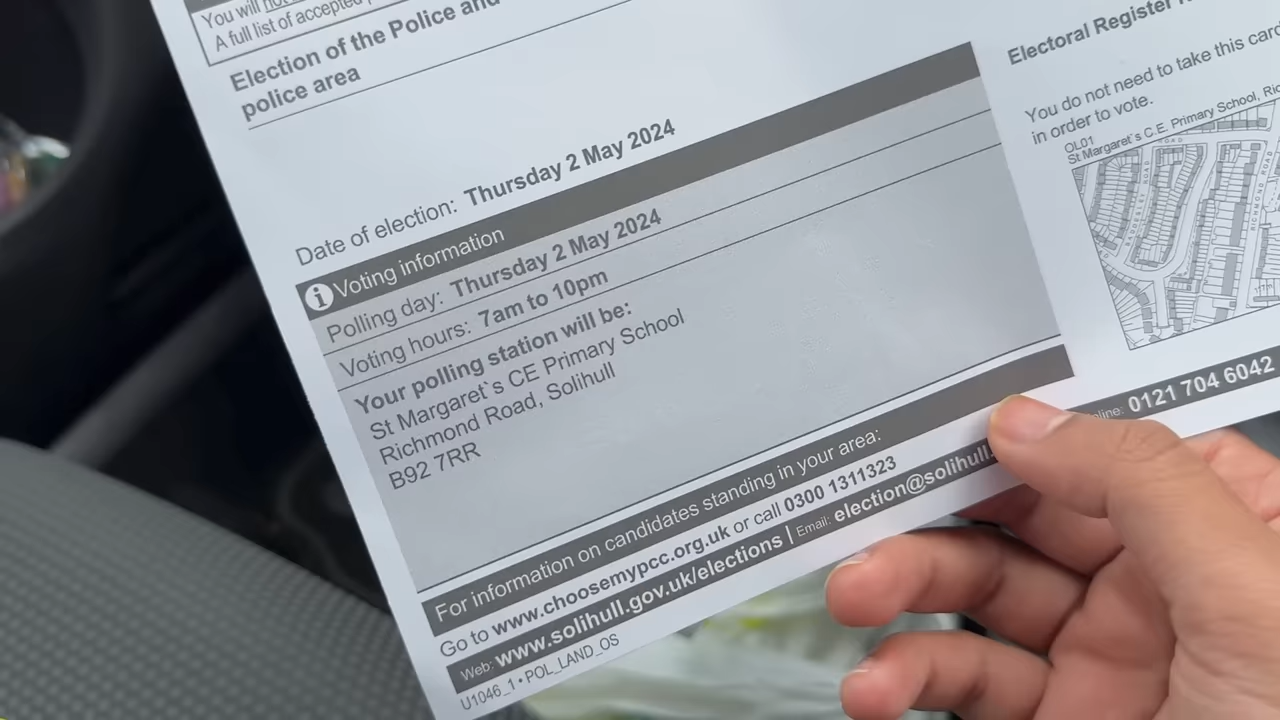 You will not
A full list of accepted
Election of the Police and
police area
Date of election: Thursday 2 May 2024
Voting information
Polling day: Thursday 2 May 2024
Voting hours: 7am to 10pm
Your polling station will be:
St Margaret`s CE Primary School
Richmond Road, Solihull
B92 7RR
For information on candidates standing in your area:
Go to www.choosemypcc.org.uk or call 0300 1311323
Web: www.solihull.gov.uk/elections | Email: election@solihull.
U1046_1 • POL_LAND_OS
Electoral Register
You do not need to take this card
in order to vote.
OL01
St Margaret`s C.E. Primary School,
RICHMOND ROAD
0121 704 6042